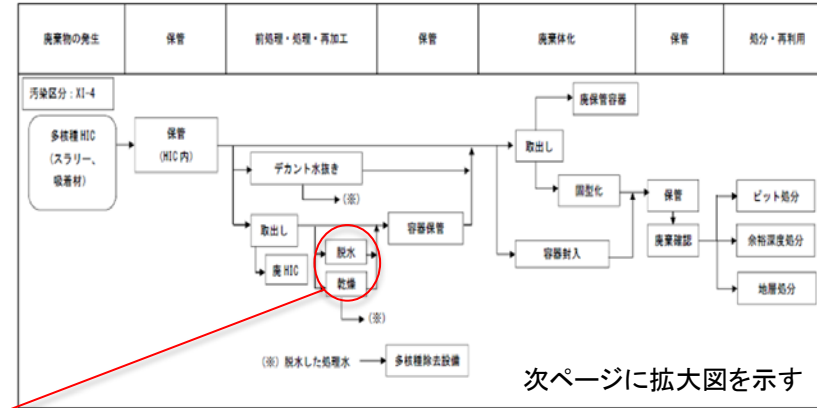 廃棄物の発生
保管
前処理・処理・再加工
保管
廃棄体化
保管
処分・再利用
汚染区分：XI-4
多核種HIC
（スラリー、
吸着材）
保管
（HIC内）
デカント水抜き
（※）
取出し
廃HIC
脱水
乾燥
（※）
容器保管
取出し
廃保管容器
固型化
容器封入
保管
廃棄確認
ピット処分
余裕深度処分
地層処分
（※）脱水した処理水
多核種除去設備
次ページに拡大図を示す